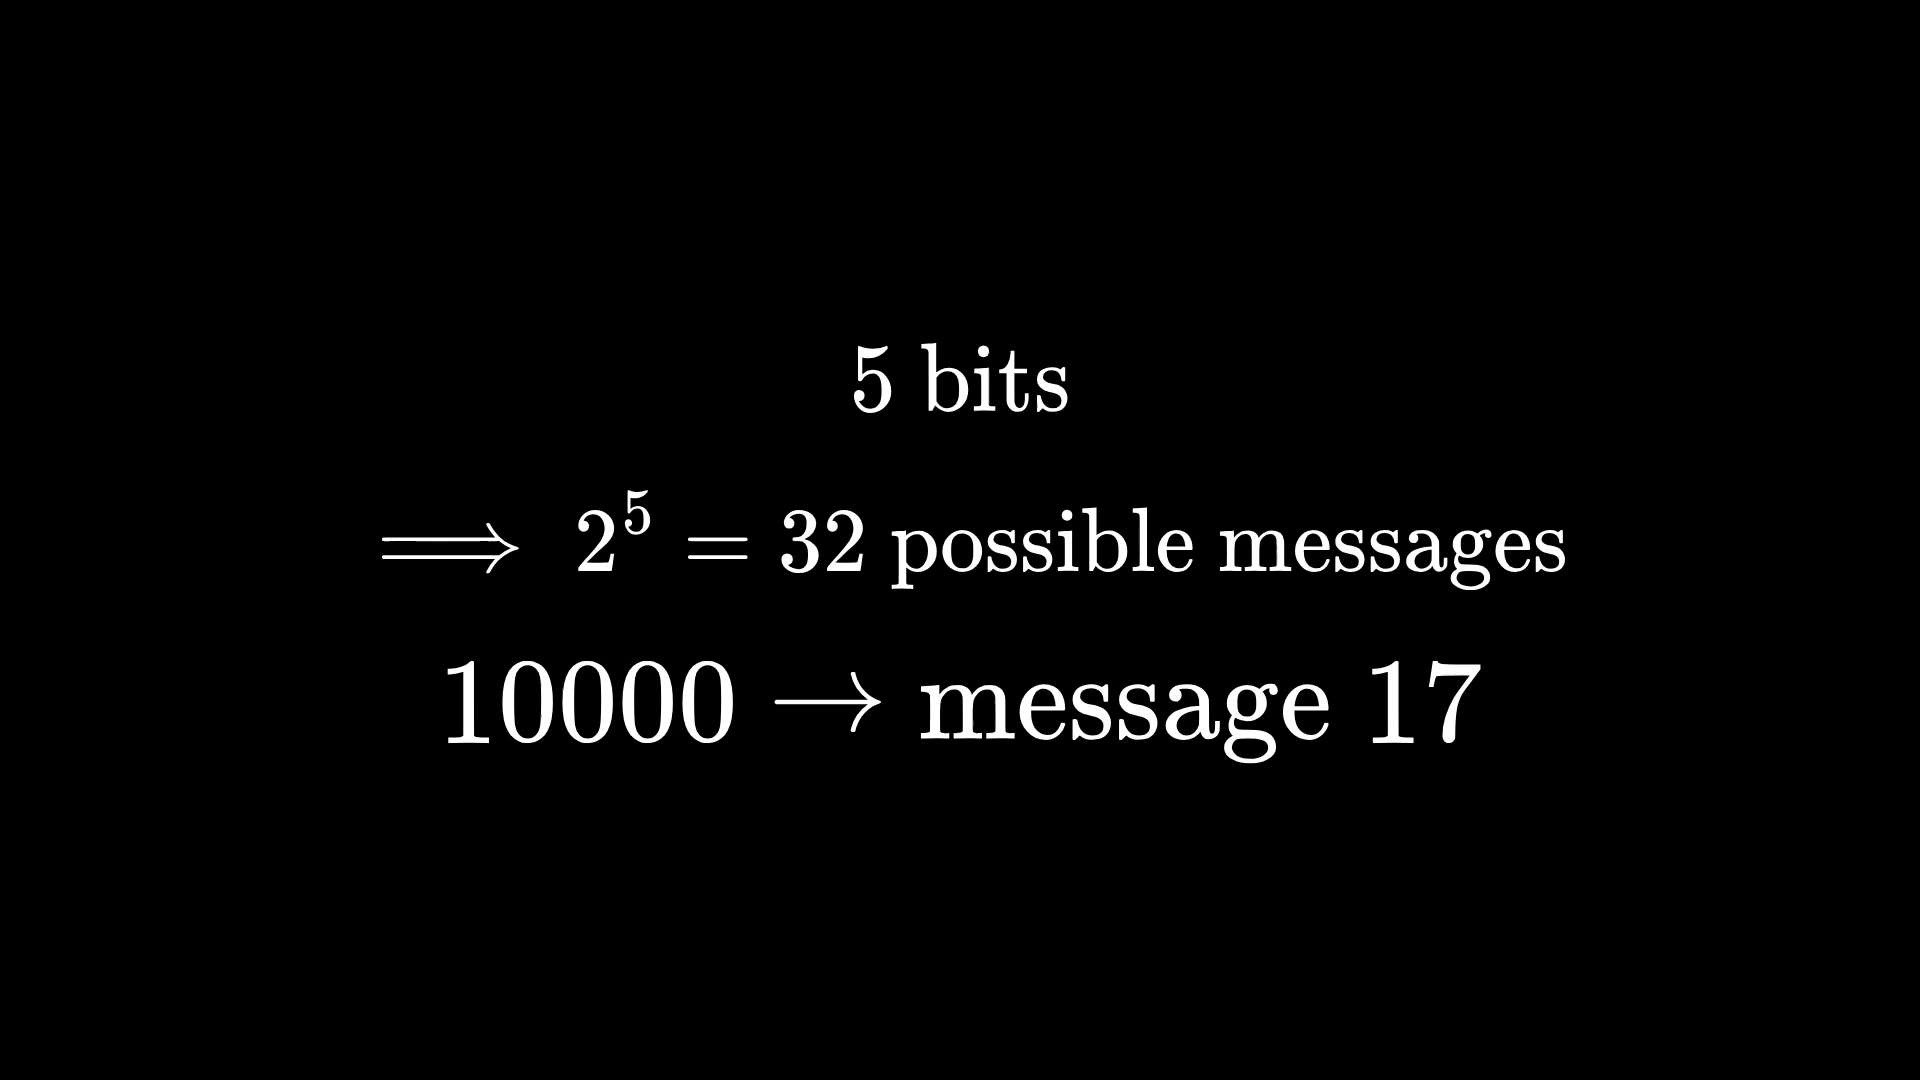 5 bits
⟹ 2⁵ = 32 possible messages
10000 → message 17